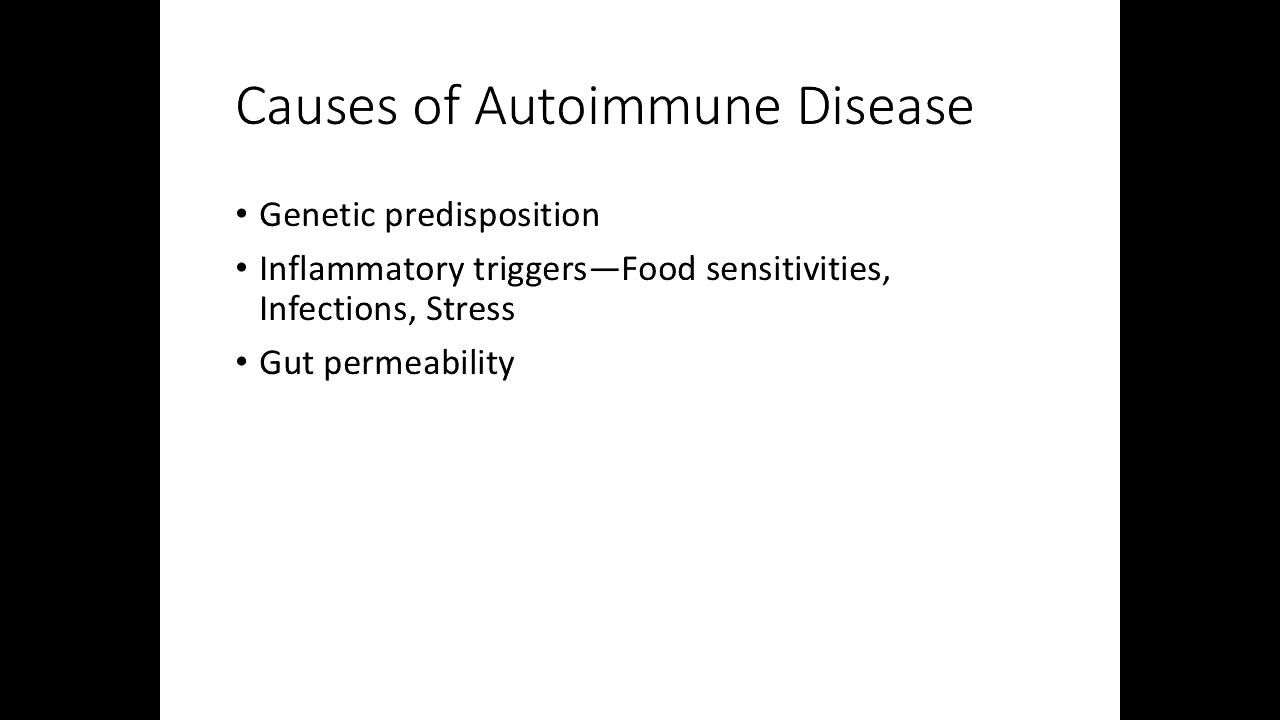 Causes of Autoimmune Disease
• Genetic predisposition
• Inflammatory triggers—Food sensitivities,
Infections, Stress
• Gut permeability